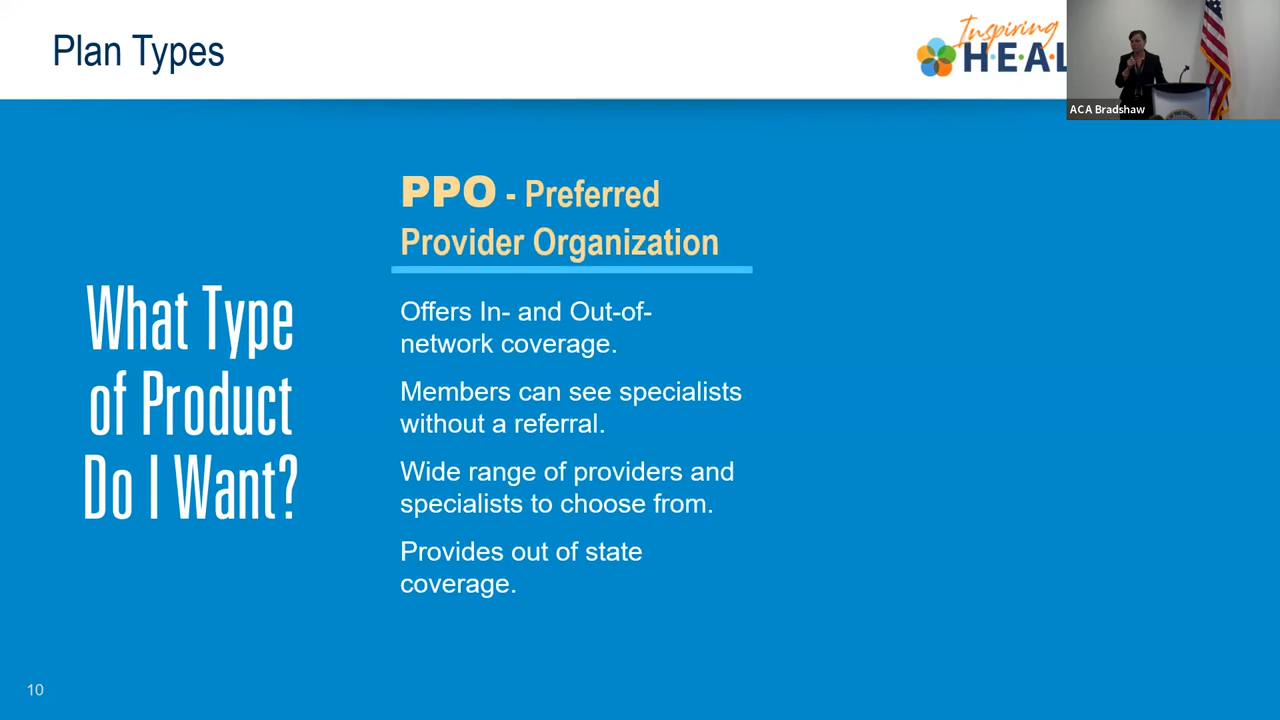 Plan Types
Inspiring
H·E·A·L
ACA Bradshaw
What Type
of Product
Do I Want?
PPO - Preferred
Provider Organization
Offers In- and Out-of-
network coverage.
Members can see specialists
without a referral.
Wide range of providers and
specialists to choose from.
Provides out of state
coverage.
10